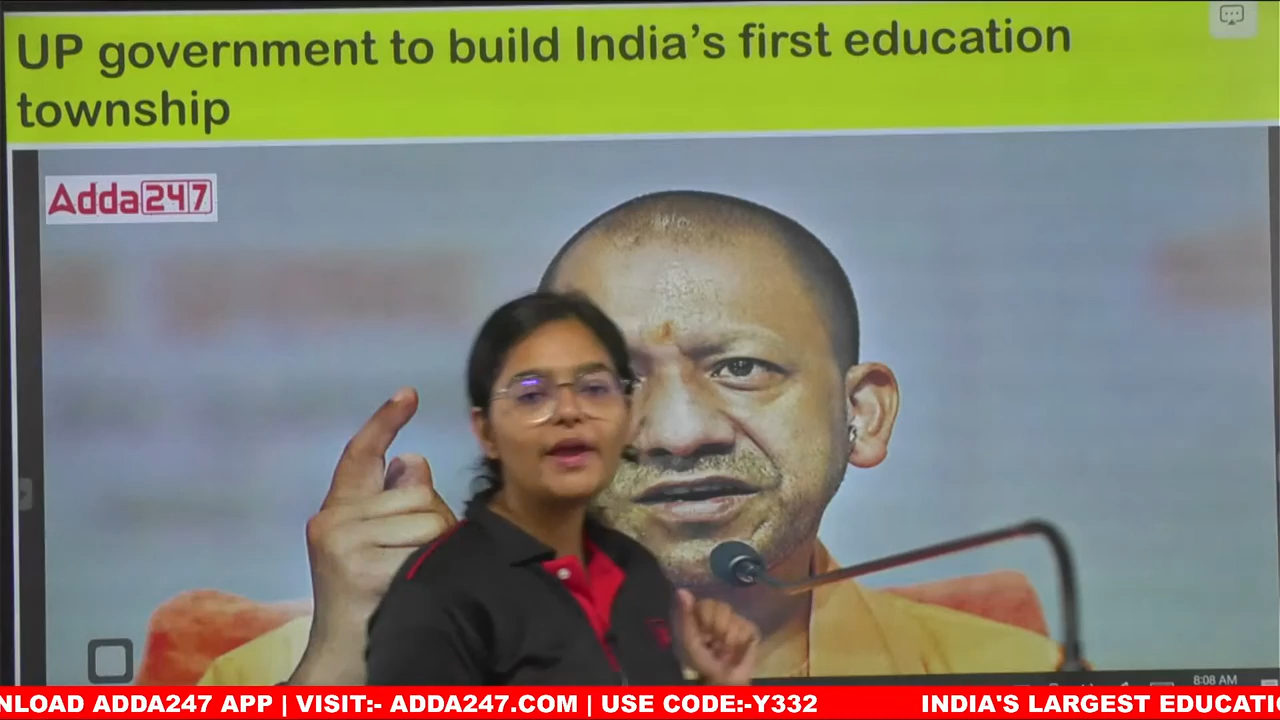 UP government to build India's first education
township
Adda247
8:08 AM
NLOAD ADDA247 APP | VISIT:- ADDA247.COM | USE CODE:-Y332 INDIA'S LARGEST EDUCATI